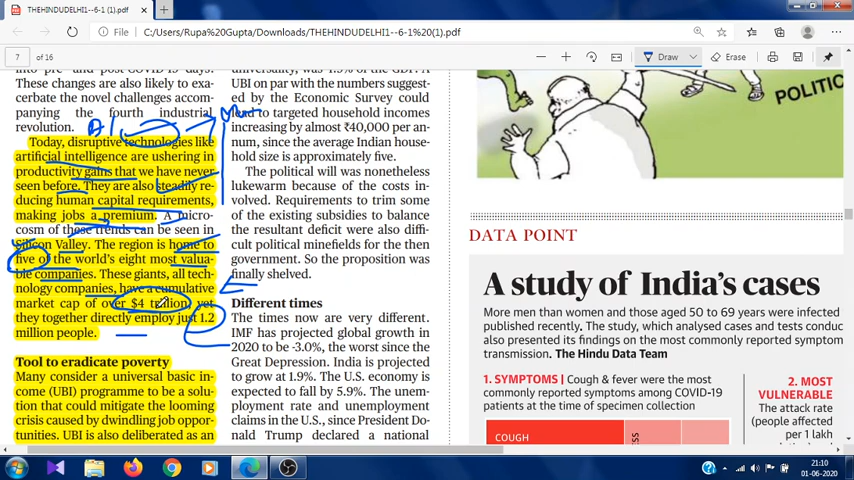 THEHINDUDELHI1--6-1 (1).pdf
File
C:/Users/Rupa%20Gupta/Downloads/THEHINDUDELHI1--6-1%20(1).pdf
7
of 16
Draw
Erase
into pre- and post-COVID-19 days.
These changes are also likely to exa-
cerbate the novel challenges accom-
panying the fourth industrial
revolution.
AI
Today, disruptive technologies like
artificial intelligence are ushering in
productivity gains that we have never
seen before. They are also steadily re-
ducing human capital requirements,
making jobs a premium. A micro-
cosm of these trends can be seen in
Silicon Valley. The region is home to
five of the world's eight most valua-
ble companies. These giants, all tech-
nology companies, have a cumulative
market cap of over $4 trillion, yet
they together directly employ just 1.2
million people.
Tool to eradicate poverty
Many consider a universal basic in-
come (UBI) programme to be a solu-
tion that could mitigate the looming
crisis caused by dwindling job oppor-
tunities. UBI is also deliberated as an
of the GDP. A
UBI on par with the numbers suggest-
ed by the Economic Survey could
lead to targeted household incomes
increasing by almost ₹40,000 per an-
num, since the average Indian house-
hold size is approximately five.
The political will was nonetheless
lukewarm because of the costs in-
volved. Requirements to trim some
of the existing subsidies to balance
the resultant deficit were also diffi-
cult political minefields for the then
government. So the proposition was
finally shelved.
Different times
The times now are very different.
IMF has projected global growth in
2020 to be -3.0%, the worst since the
Great Depression. India is projected
to grow at 1.9%. The U.S. economy is
expected to fall by 5.9%. The unem-
ployment rate and unemployment
claims in the U.S., since President Do-
nald Trump declared a national
POLITIC
DATA POINT
A study of India's cases
More men than women and those aged 50 to 69 years were infected
published recently. The study, which analysed cases and tests conduc
also presented its findings on the most commonly reported symptom
transmission. The Hindu Data Team
1. SYMPTOMS | Cough & fever were the most
commonly reported symptoms among COVID-19
patients at the time of specimen collection
COUGH
ESS
2. MOST
VULNERABLE
The attack rate
(people affected
per 1 lakh
21:10
01-06-2020